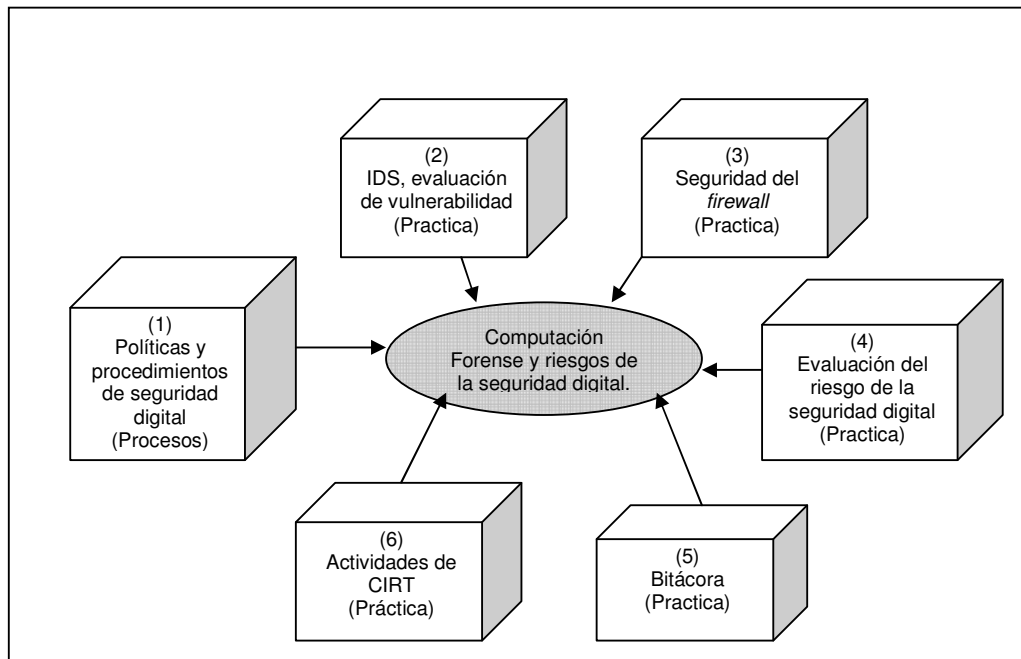 (1)
Políticas y
procedimientos
de seguridad
digital
(Procesos)
(2)
IDS, evaluación
de vulnerabilidad
(Practica)
(3)
Seguridad del
firewall
(Practica)
(4)
Evaluación del
riesgo de la
seguridad digital
(Practica)
(5)
Bitácora
(Practica)
(6)
Actividades de
CIRT
(Práctica)
Computación
Forense y riesgos de
la seguridad digital.